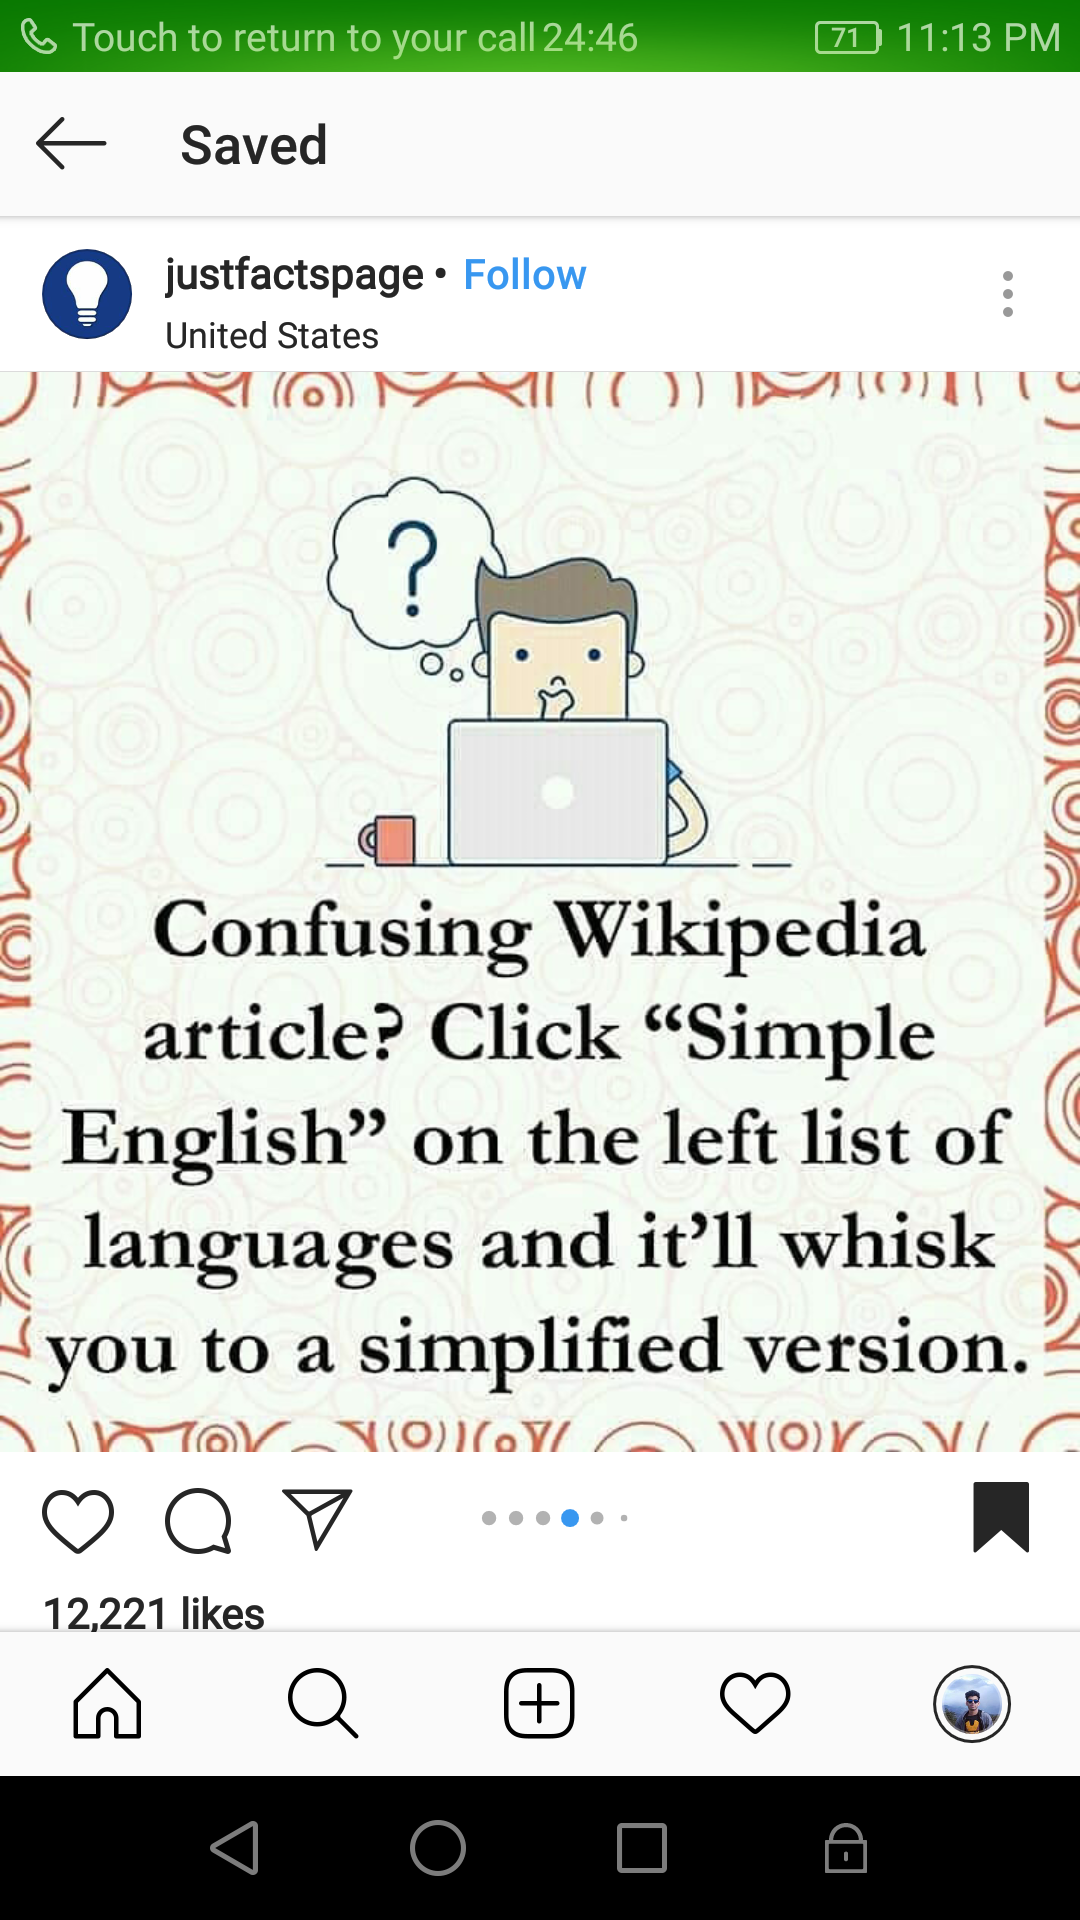 Touch to return to your call 24:46 71 11:13 PM
Saved
justfactspage • Follow
United States
?
Confusing Wikipedia
article? Click “Simple
English” on the left list of
languages and it’ll whisk
you to a simplified version.
12,221 likes